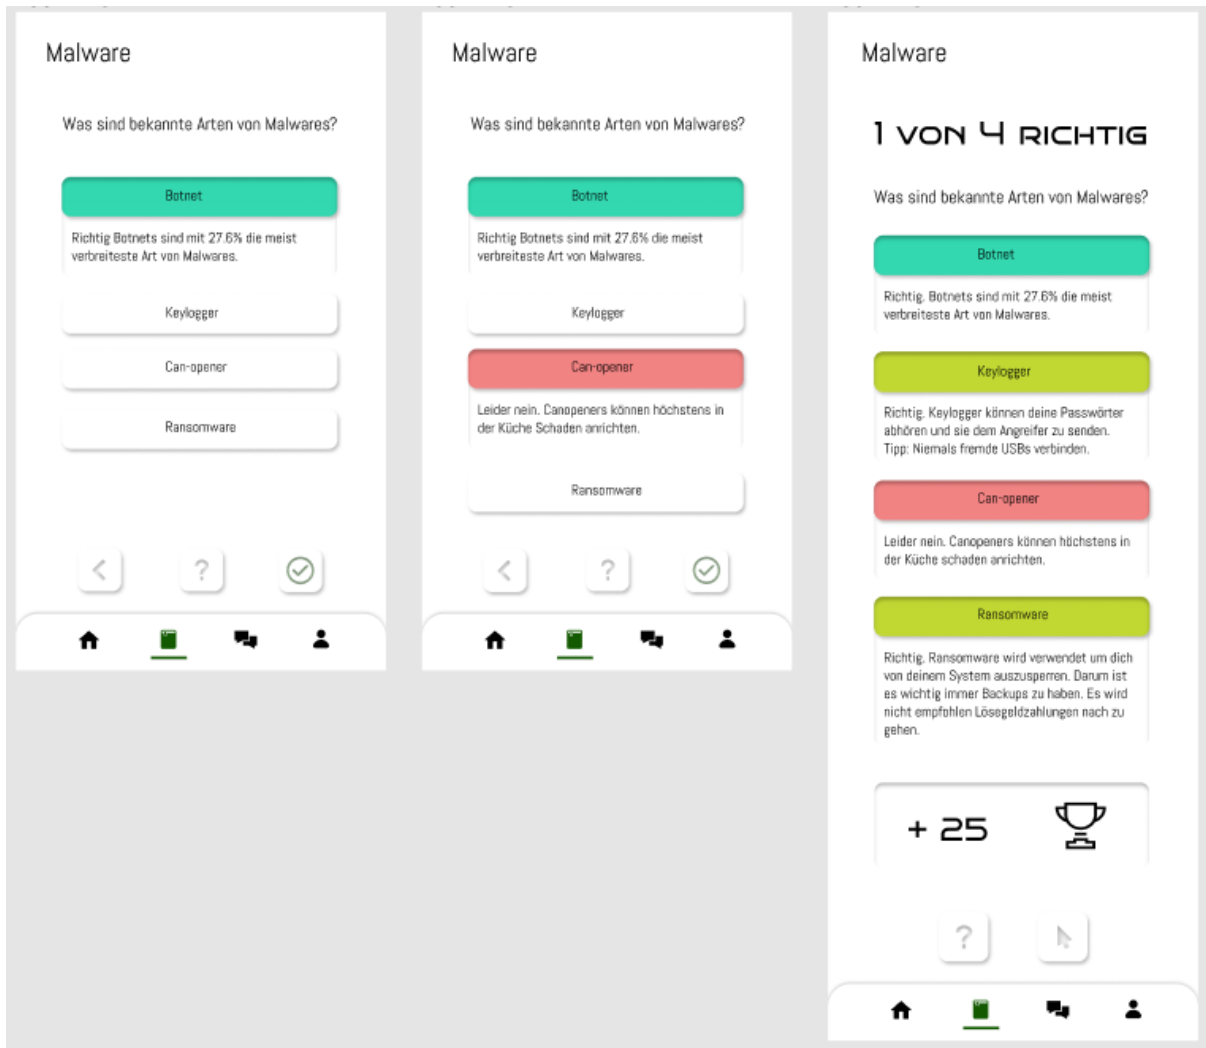 Malware
Was sind bekannte Arten von Malwares?
Botnet
Richtig Botnets sind mit 27.6% die meist
verbreiteste Art von Malwares.
Keylogger
Can-opener
Ransomware
?
Malware
Was sind bekannte Arten von Malwares?
Botnet
Richtig Botnets sind mit 27.6% die meist
verbreiteste Art von Malwares.
Keylogger
Can-opener
Leider nein. Canopeners können höchstens in
der Küche Schaden anrichten.
Ransomware
?
Malware
1 VON 4 RICHTIG
Was sind bekannte Arten von Malwares?
Botnet
Richtig. Botnets sind mit 27.6% die meist
verbreiteste Art von Malwares.
Keylogger
Richtig. Keylogger können deine Passwörter
abhören und sie dem Angreifer zu senden.
Tipp: Niemals fremde USBs verbinden.
Can-opener
Leider nein. Canopeners können höchstens in
der Küche schaden anrichten.
Ransomware
Richtig. Ransomware wird verwendet um dich
von deinem System auszusperren. Darum ist
es wichtig immer Backups zu haben. Es wird
nicht empfohlen Lösegeldzahlungen nach zu
gehen.
+ 25
?